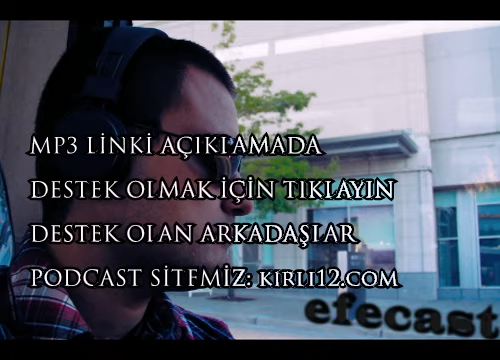 MP3 LİNKİ AÇIKLAMADA
DESTEK OLMAK İÇİN TIKLAYIN
DESTEK OLAN ARKADAŞLAR
PODCAST SİTEMİZ: KIRLI12.COM
efecast